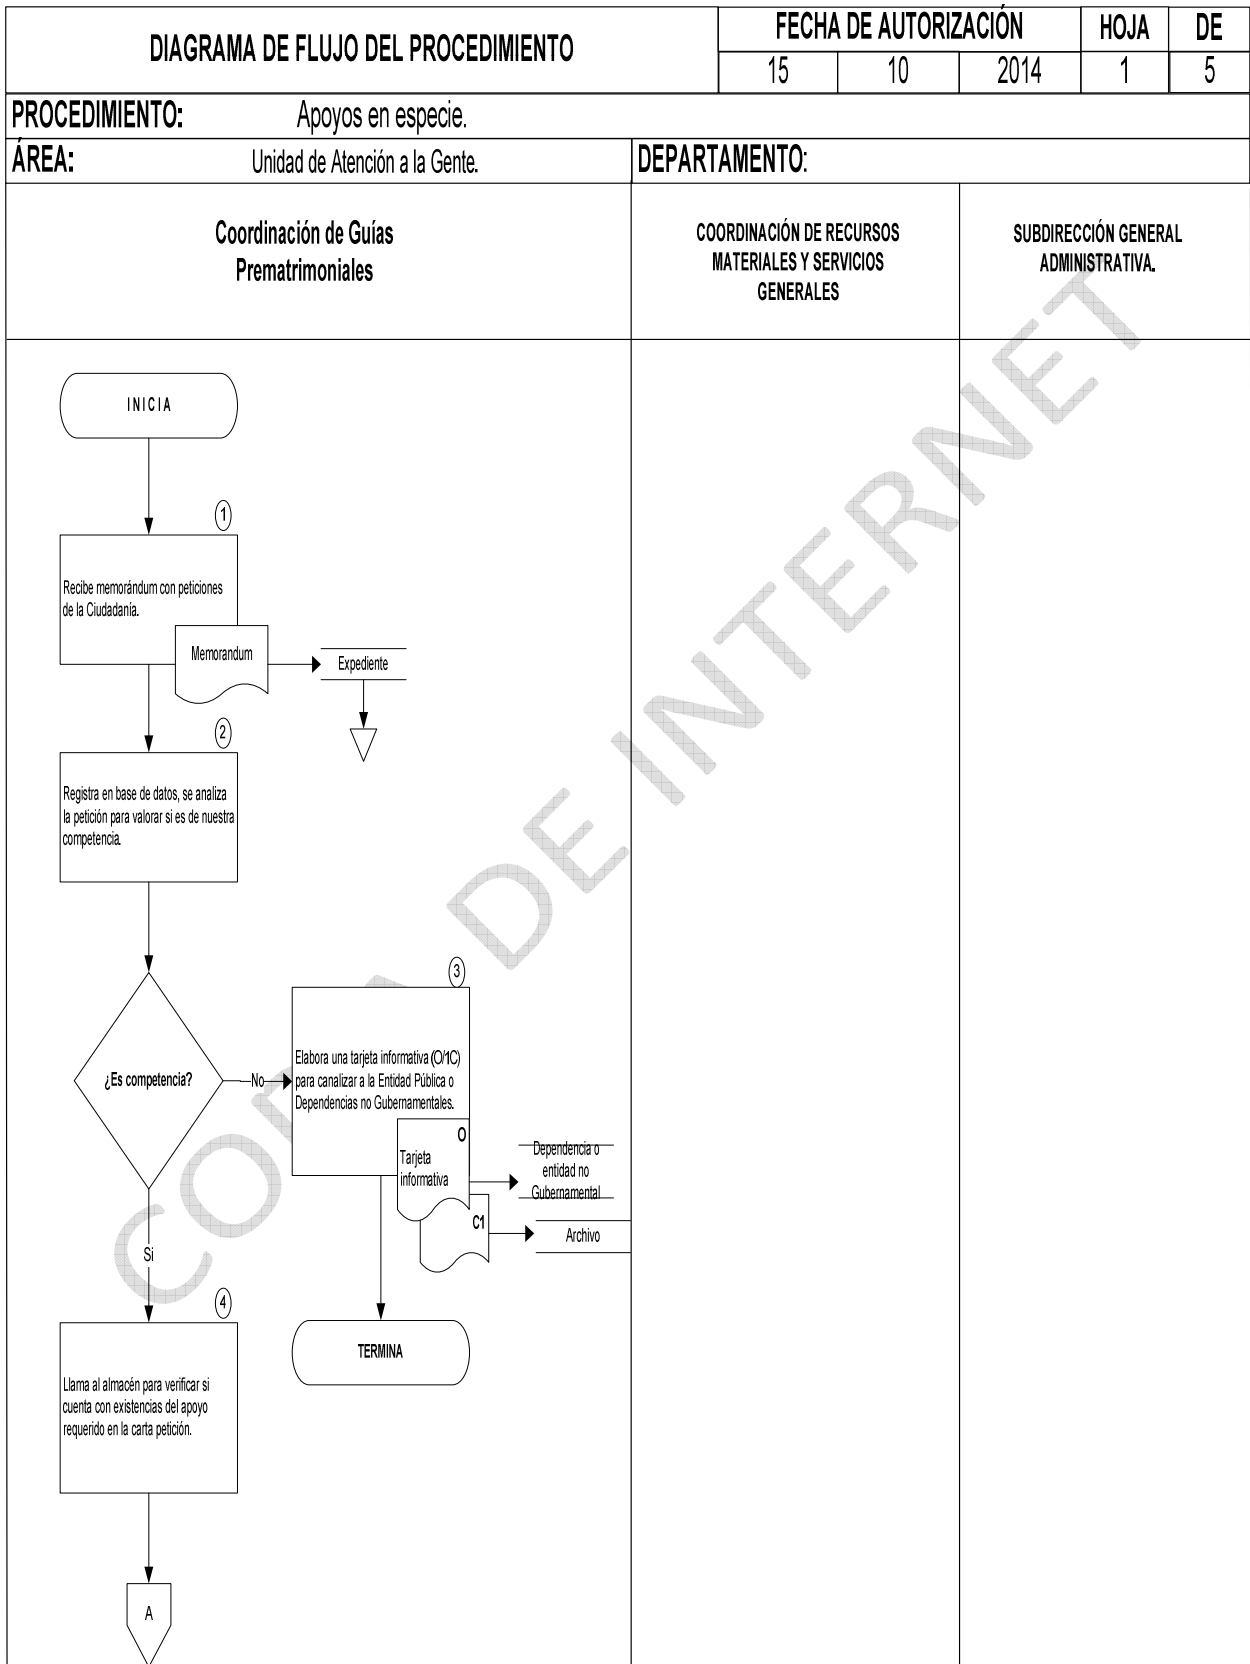 DIAGRAMA DE FLUJO DEL PROCEDIMIENTO
FECHA DE AUTORIZACIÓN
HOJA
DE
15
10
2014
1
5
PROCEDIMIENTO: Apoyos en especie.
ÁREA: Unidad de Atención a la Gente.
DEPARTAMENTO:
Coordinación de Guías
Prematrimoniales
COORDINACIÓN DE RECURSOS
MATERIALES Y SERVICIOS
GENERALES
SUBDIRECCIÓN GENERAL
ADMINISTRATIVA.
INICIA
1
Recibe memorándum con peticiones
de la Ciudadanía.
Memorandum
Expediente
2
Registra en base de datos, se analiza
la petición para valorar si es de nuestra
competencia.
¿Es competencia?
No
3
Elabora una tarjeta informativa (O/1C)
para canalizar a la Entidad Pública o
Dependencias no Gubernamentales.
O
Tarjeta
informativa
Dependencia o
entidad no
Gubernamental
C1
Archivo
TERMINA
Si
4
Llama al almacén para verificar si
cuenta con existencias del apoyo
requerido en la carta petición.
A
COPIA DE INTERNET